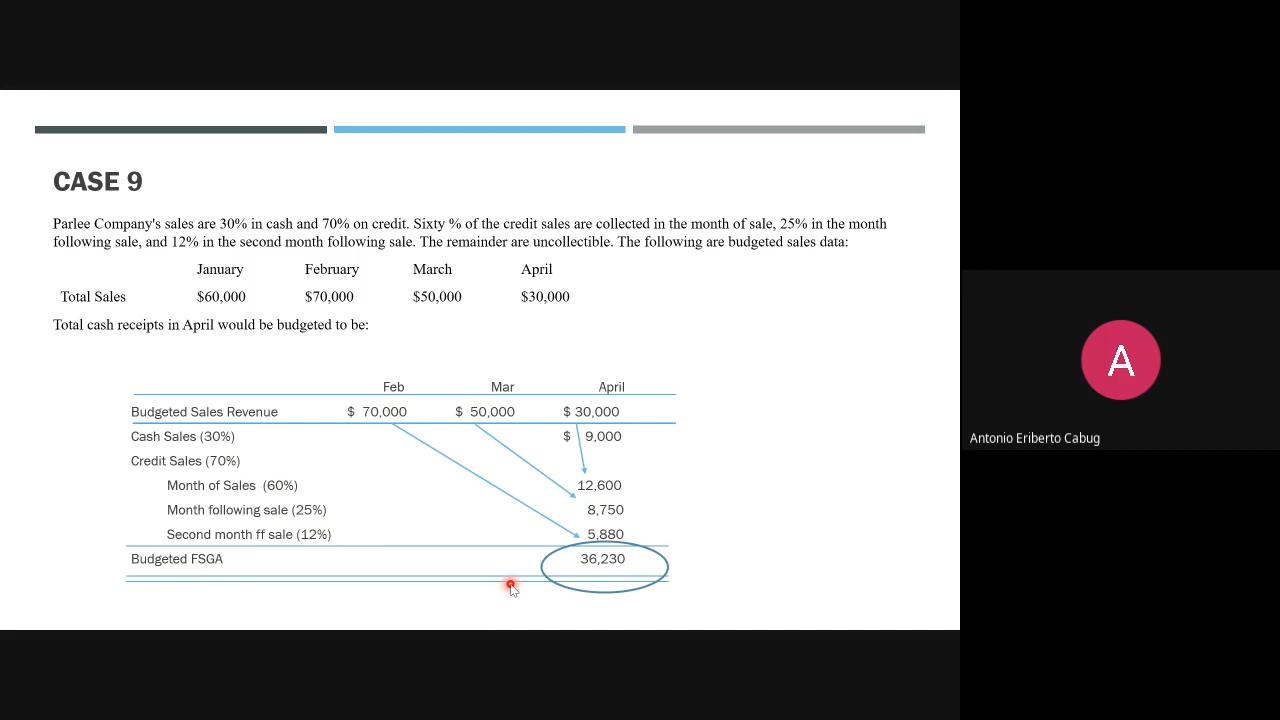 CASE 9
Parlee Company's sales are 30% in cash and 70% on credit. Sixty % of the credit sales are collected in the month of sale, 25% in the month
following sale, and 12% in the second month following sale. The remainder are uncollectible. The following are budgeted sales data:
January February March April
Total Sales $60,000 $70,000 $50,000 $30,000
Total cash receipts in April would be budgeted to be:
Feb Mar April
Budgeted Sales Revenue $ 70,000 $ 50,000 $ 30,000
Cash Sales (30%) $ 9,000
Credit Sales (70%)
Month of Sales (60%) 12,600
Month following sale (25%) 8,750
Second month ff sale (12%) 5,880
Budgeted FSGA 36,230
A
Antonio Eriberto Cabug